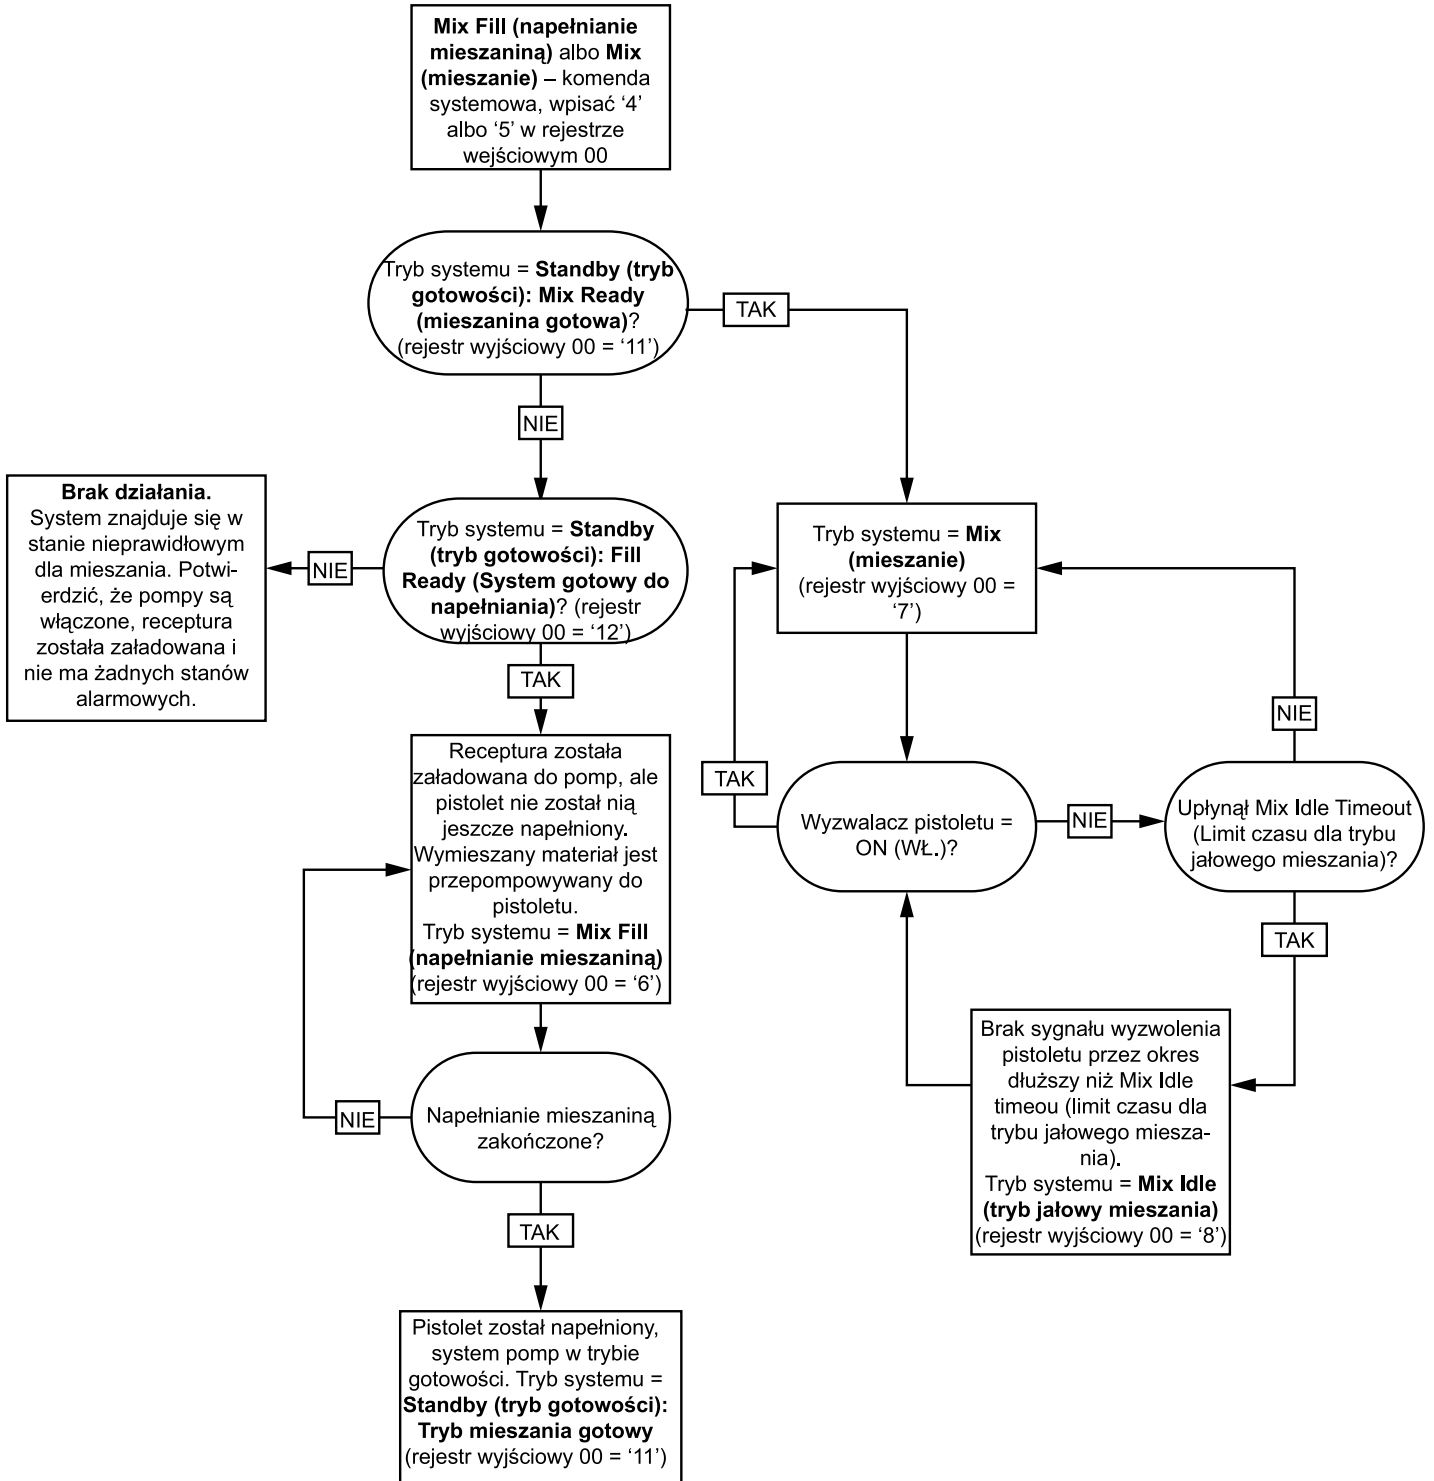 Mix Fill (napełnianie
mieszaniną) albo Mix
(mieszanie) – komenda
systemowa, wpisać ‘4’
albo ‘5’ w rejestrze
wejściowym 00
Tryb systemu = Standby (tryb
gotowości): Mix Ready
(mieszanina gotowa)?
(rejestr wyjściowy 00 = ‘11’)
TAK
NIE
Brak działania.
System znajduje się w
stanie nieprawidłowym
dla mieszania. Potwi-
erdzić, że pompy są
włączone, receptura
została załadowana i
nie ma żadnych stanów
alarmowych.
NIE
Tryb systemu = Standby
(tryb gotowości): Fill
Ready (System gotowy do
napełniania)? (rejestr
wyjściowy 00 = ‘12’)
TAK
Receptura została
załadowana do pomp, ale
pistolet nie został nią
jeszcze napełniony.
Wymieszany materiał jest
przepompowywany do
pistoletu.
Tryb systemu = Mix Fill
(napełnianie mieszaniną)
(rejestr wyjściowy 00 = ‘6’)
NIE
Napełnianie mieszaniną
zakończone?
TAK
Pistolet został napełniony,
system pomp w trybie
gotowości. Tryb systemu =
Standby (tryb gotowości):
Tryb mieszania gotowy
(rejestr wyjściowy 00 = ‘11’)
Tryb systemu = Mix
(mieszanie)
(rejestr wyjściowy 00 =
‘7’)
TAK
Wyzwalacz pistoletu =
ON (WŁ.)?
NIE
NIE
Upłynął Mix Idle Timeout
(Limit czasu dla trybu
jałowego mieszania)?
TAK
Brak sygnału wyzwolenia
pistoletu przez okres
dłuższy niż Mix Idle
timeou (limit czasu dla
trybu jałowego miesza-
nia).
Tryb systemu = Mix Idle
(tryb jałowy mieszania)
(rejestr wyjściowy 00 = ‘8’)